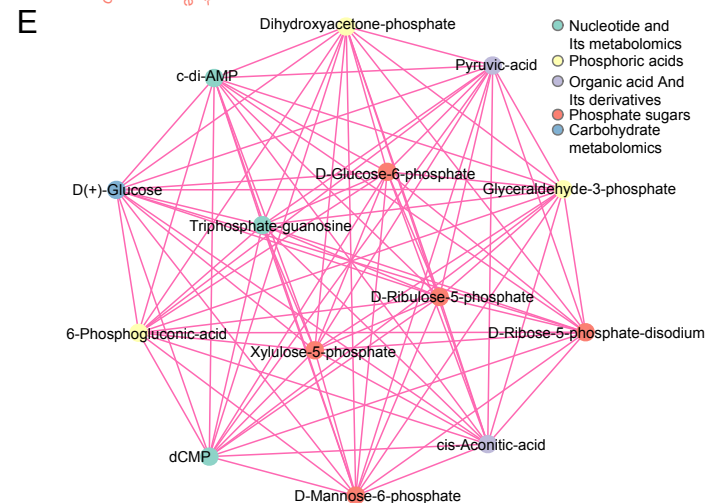 E
Dihydroxyacetone-phosphate
Nucleotide and
Its metabolomics
Phosphoric acids
Organic acid And
Its derivatives
Phosphate sugars
Carbohydrate
metabolomics
Pyruvic-acid
c-di-AMP
D-Glucose-6-phosphate
D(+)-Glucose
Glyceraldehyde-3-phosphate
Triphosphate-guanosine
D-Ribulose-5-phosphate
6-Phosphogluconic-acid
D-Ribose-5-phosphate-disodium
Xylulose-5-phosphate
cis-Aconitic-acid
dCMP
D-Mannose-6-phosphate